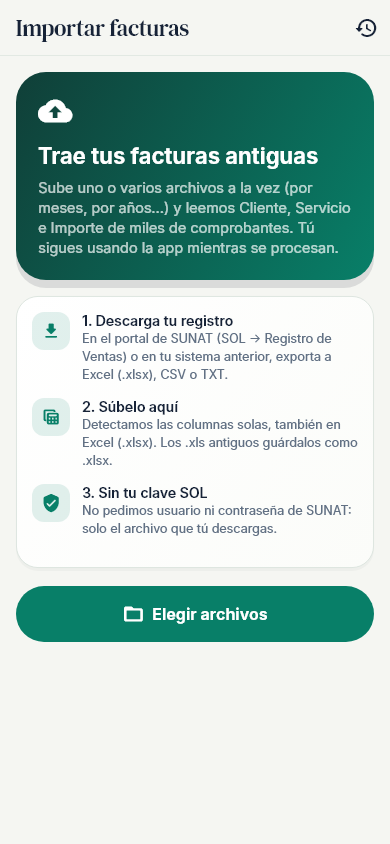 Importar facturas
Trae tus facturas antiguas
Sube uno o varios archivos a la vez (por
meses, por años...) y leemos Cliente, Servicio
e Importe de miles de comprobantes. Tú
sigues usando la app mientras se procesan.
1. Descarga tu registro
En el portal de SUNAT (SOL → Registro de
Ventas) o en tu sistema anterior, exporta a
Excel (.xlsx), CSV o TXT.
2. Súbelo aquí
Detectamos las columnas solas, también en
Excel (.xlsx). Los .xls antiguos guárdalos como
.xlsx.
3. Sin tu clave SOL
No pedimos usuario ni contraseña de SUNAT:
solo el archivo que tú descargas.
Elegir archivos